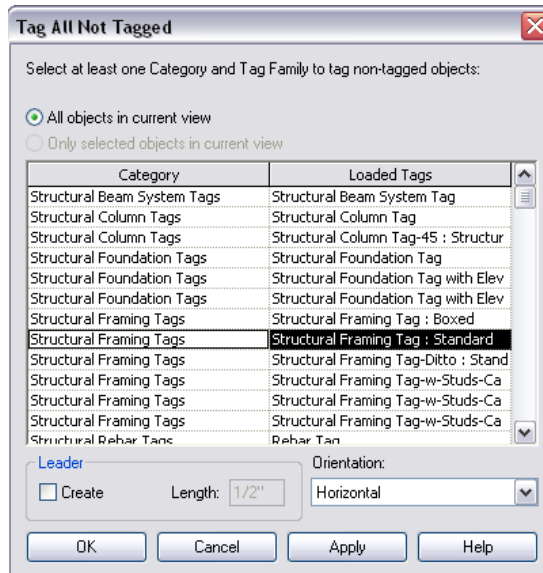 Tag All Not Tagged
Select at least one Category and Tag Family to tag non-tagged objects:
All objects in current view
Only selected objects in current view
Category Loaded Tags
Structural Beam System Tags Structural Beam System Tag
Structural Column Tags Structural Column Tag
Structural Column Tags Structural Column Tag-45 : Structur
Structural Foundation Tags Structural Foundation Tag
Structural Foundation Tags Structural Foundation Tag with Elev
Structural Foundation Tags Structural Foundation Tag with Elev
Structural Framing Tags Structural Framing Tag : Boxed
Structural Framing Tags Structural Framing Tag : Standard
Structural Framing Tags Structural Framing Tag-Ditto : Stand
Structural Framing Tags Structural Framing Tag-w-Studs-Ca
Structural Framing Tags Structural Framing Tag-w-Studs-Ca
Structural Framing Tags Structural Framing Tag-w-Studs-Ca
Structural Rebar Tags Rebar Tag
Leader Orientation:
Create Length: 1/2" Horizontal
OK Cancel Apply Help